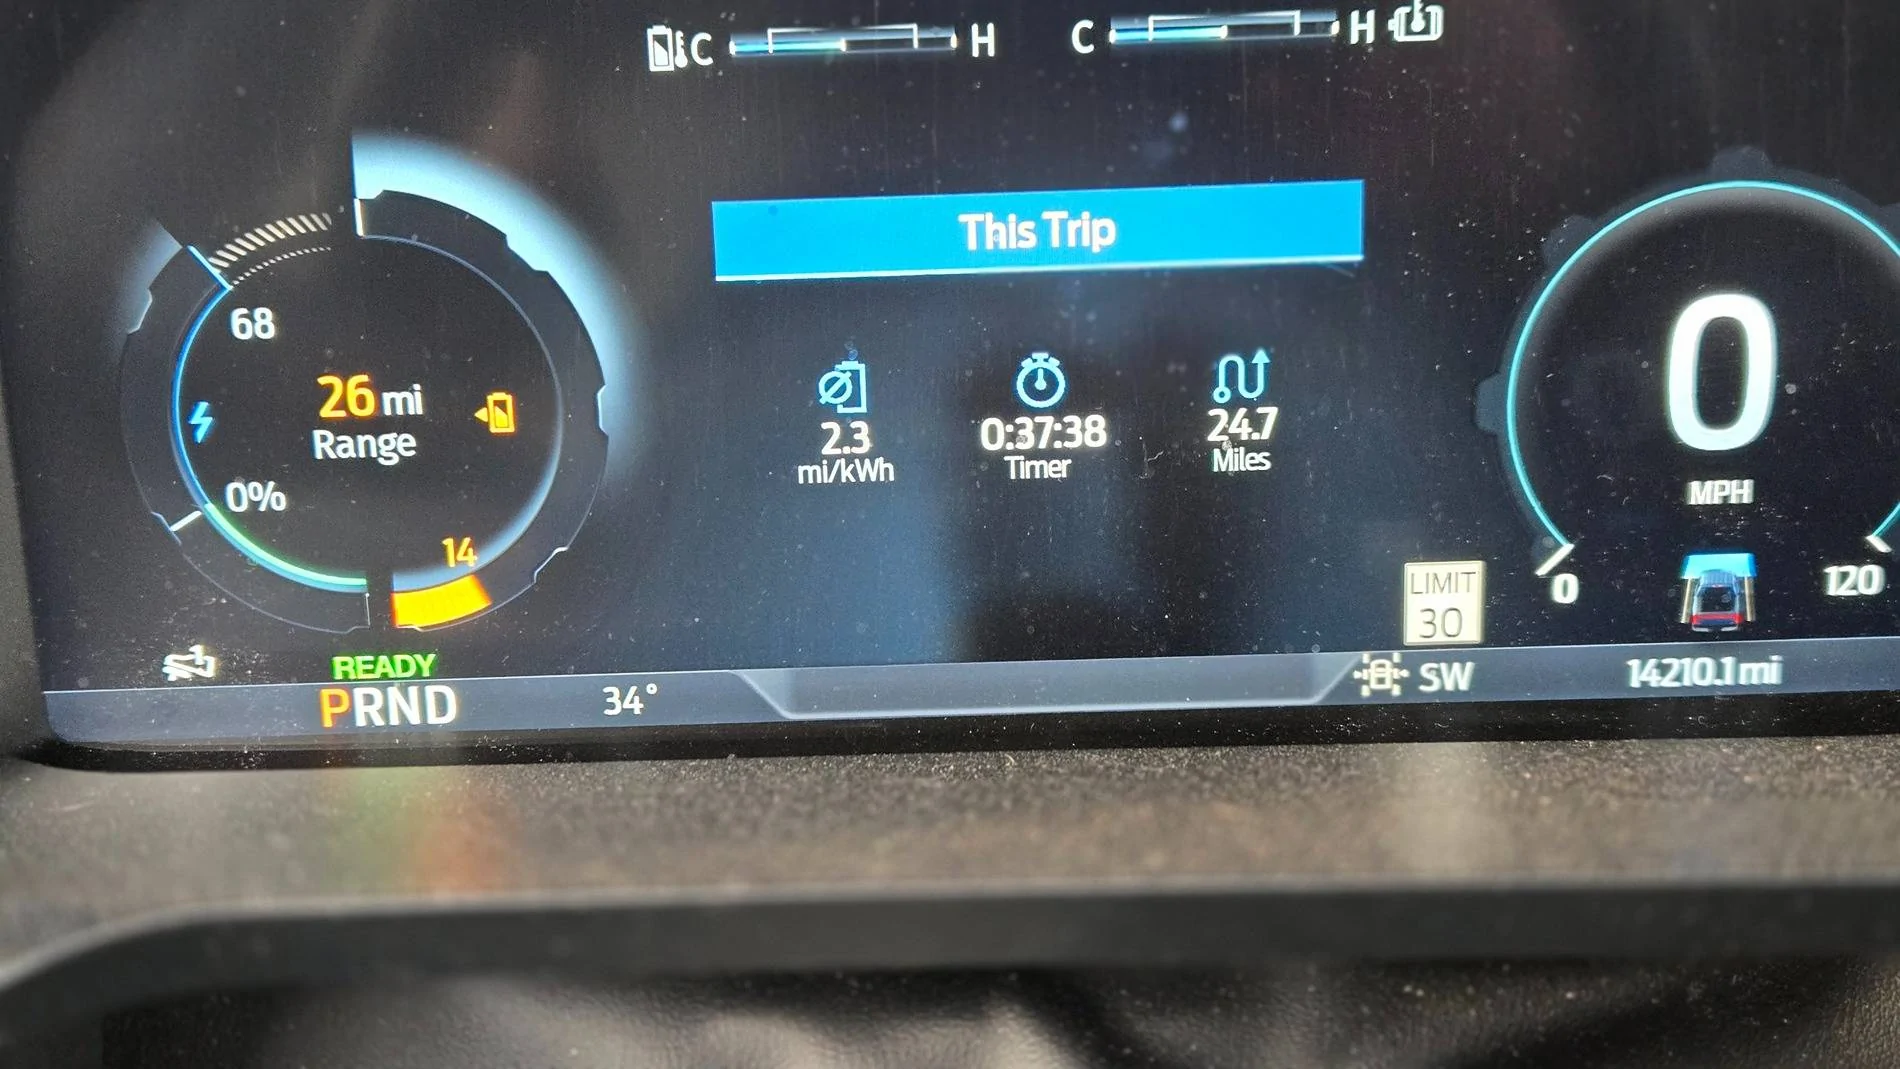 C H
C H
This Trip
68
26 mi
Range
0%
14
2.3
mi/kWh
0:37:38
Timer
24.7
Miles
0
MPH
0
120
LIMIT
30
READY
PRND
34°
SW
14210.1 mi